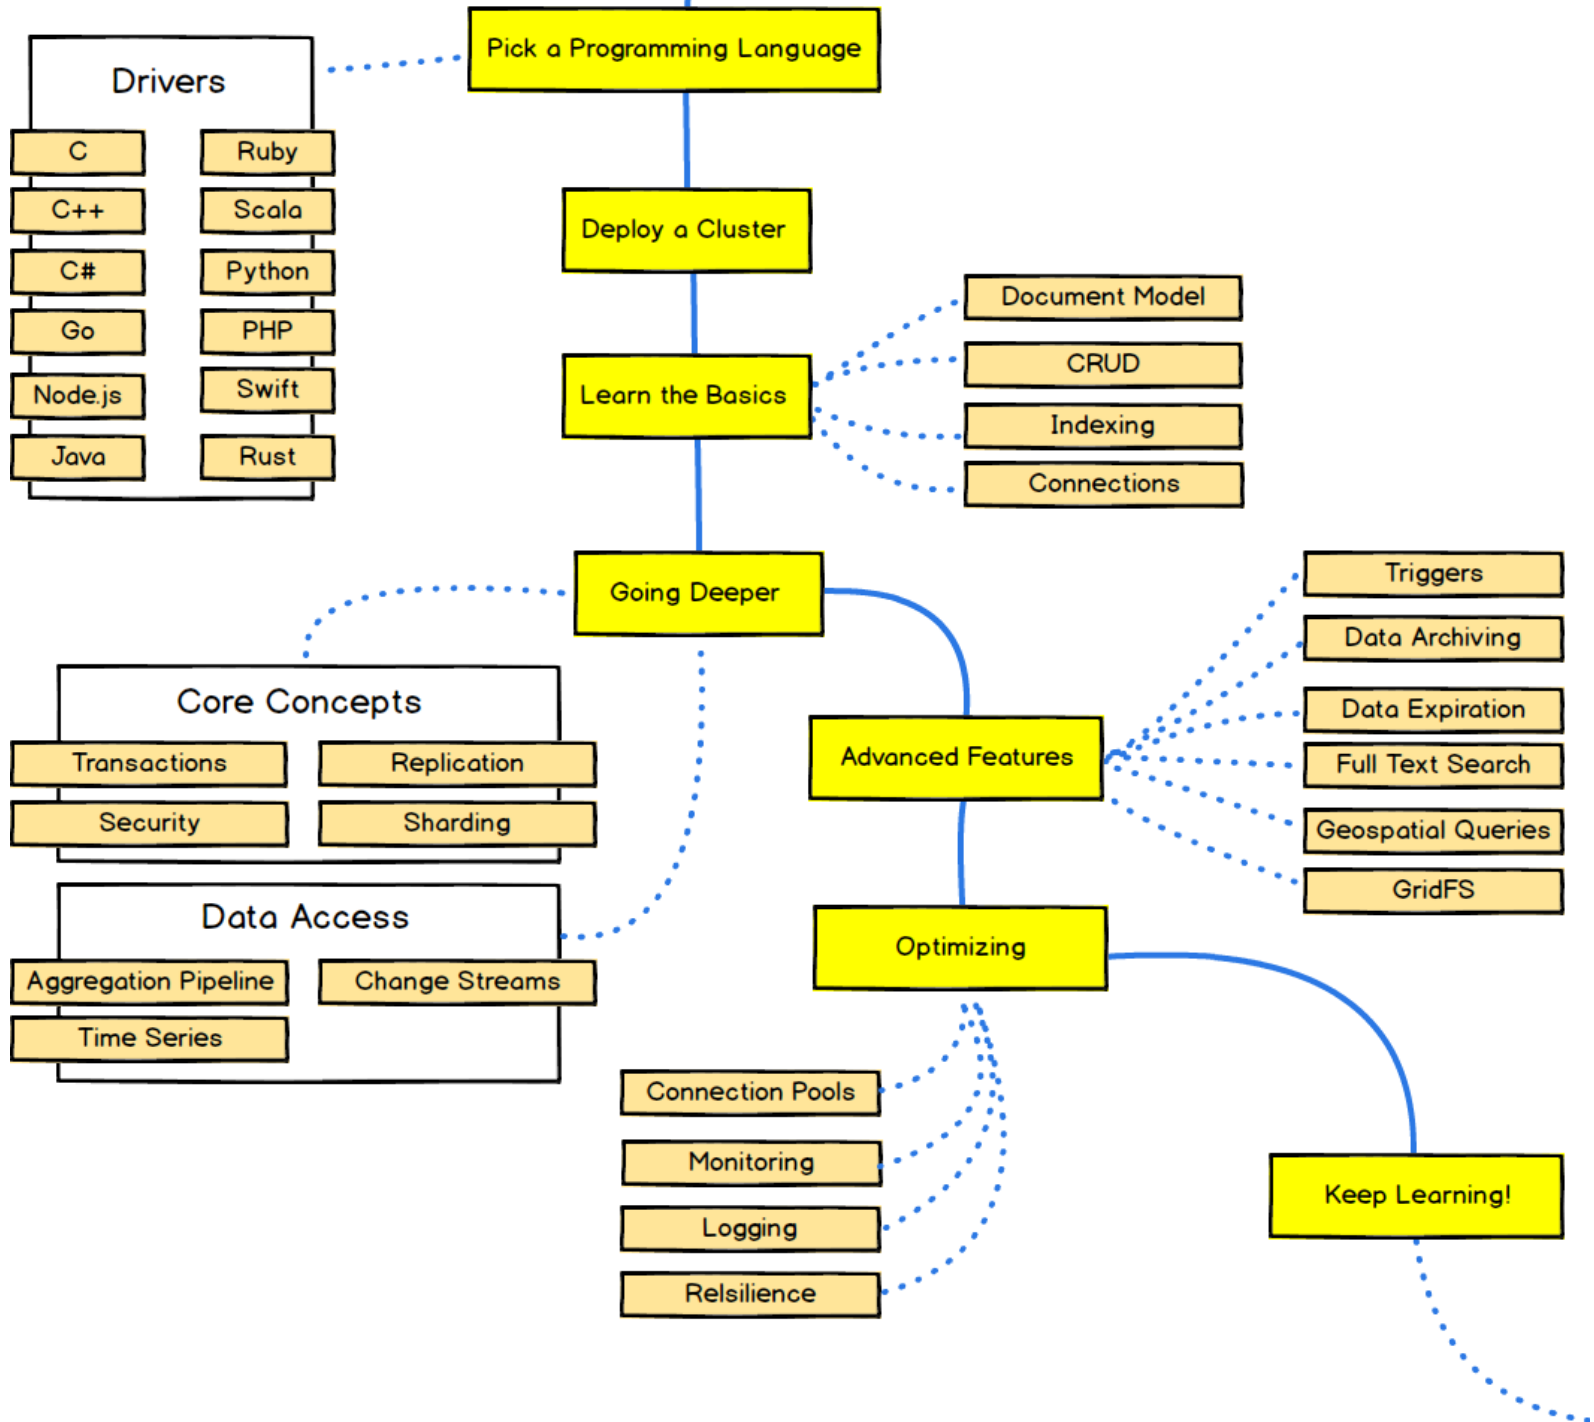 Pick a Programming Language
Drivers
C
Ruby
C++
Scala
C#
Python
Go
PHP
Node.js
Swift
Java
Rust
Deploy a Cluster
Learn the Basics
Document Model
CRUD
Indexing
Connections
Going Deeper
Core Concepts
Transactions
Replication
Security
Sharding
Data Access
Aggregation Pipeline
Change Streams
Time Series
Advanced Features
Triggers
Data Archiving
Data Expiration
Full Text Search
Geospatial Queries
GridFS
Optimizing
Connection Pools
Monitoring
Logging
Relsilience
Keep Learning!